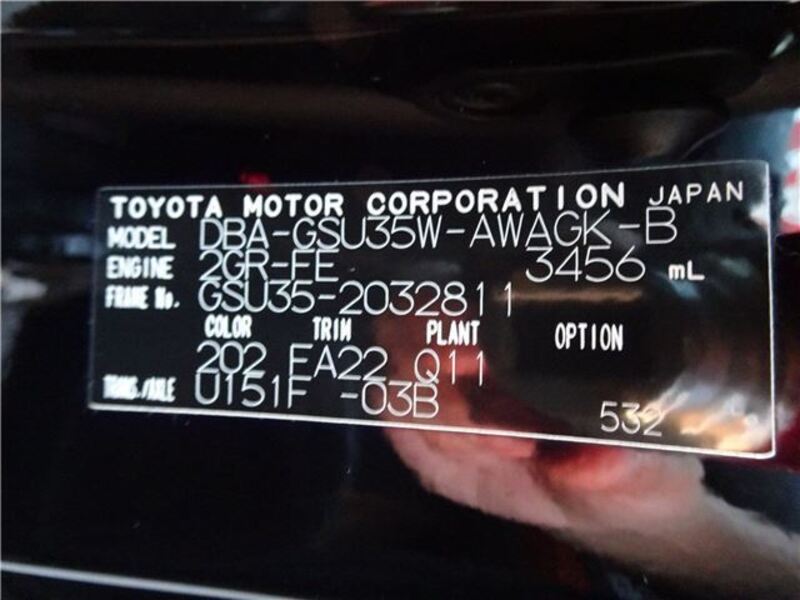 TOYOTA MOTOR CORPORATION JAPAN
MODEL DBA-GSU35W-AWAGK-B
ENGINE 2GR-FE 3456 mL
FRAME No. GSU35-2032811
COLOR TRIM PLANT OPTION
202 FA22 Q11
TRANS./AXLE U151F -03B
532